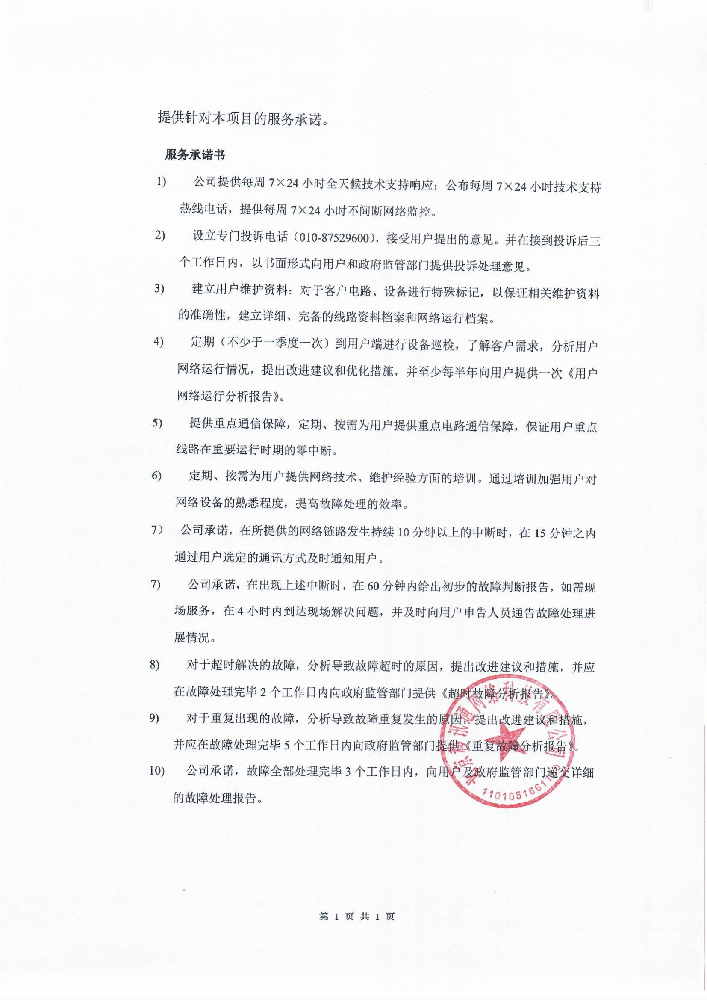 提供针对本项目的服务承诺。
服务承诺书
1) 公司提供每周 7×24 小时全天候技术支持响应；公布每周 7×24 小时技术支持
热线电话，提供每周 7×24 小时不间断网络监控。
2) 设立专门投诉电话（010-87529600），接受用户提出的意见。并在接到投诉后三
个工作日内，以书面形式向用户和政府监管部门提供投诉处理意见。
3) 建立用户维护资料：对于客户电路、设备进行特殊标记，以保证相关维护资料
的准确性，建立详细、完备的线路资料档案和网络运行档案。
4) 定期（不少于一季度一次）到用户端进行设备巡检，了解客户需求，分析用户
网络运行情况，提出改进建议和优化措施，并至少每半年向用户提供一次《用户
网络运行分析报告》。
5) 提供重点通信保障，定期、按需为用户提供重点电路通信保障，保证用户重点
线路在重要运行时期的零中断。
6) 定期、按需为用户提供网络技术、维护经验方面的培训。通过培训加强用户对
网络设备的熟悉程度，提高故障处理的效率。
7） 公司承诺，在所提供的网络链路发生持续 10 分钟以上的中断时，在 15 分钟之内
通过用户选定的通讯方式及时通知用户。
7) 公司承诺，在出现上述中断时，在 60 分钟内给出初步的故障判断报告，如需现
场服务，在 4 小时内到达现场解决问题，并及时向用户申告人员通告故障处理进
展情况。
8) 对于超时解决的故障，分析导致故障超时的原因，提出改进建议和措施，并应
在故障处理完毕 2 个工作日内向政府监管部门提供《超时故障分析报告》。
9) 对于重复出现的故障，分析导致故障重复发生的原因，提出改进建议和措施，
并应在故障处理完毕 5 个工作日内向政府监管部门提供《重复故障分析报告》。
10) 公司承诺，故障全部处理完毕 3 个工作日内，向用户及政府监管部门递交详细
的故障处理报告。
第 1 页 共 1 页